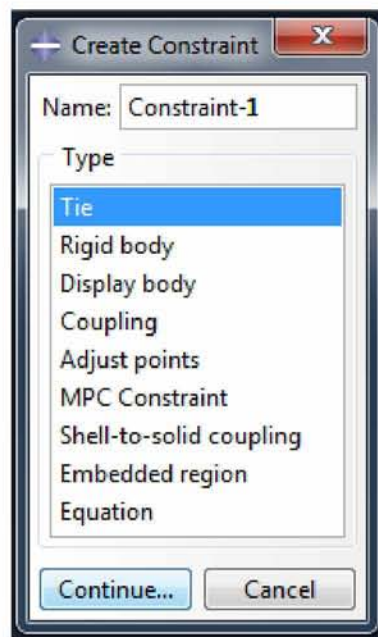 Create Constraint
Name: Constraint-1
Type
Tie
Rigid body
Display body
Coupling
Adjust points
MPC Constraint
Shell-to-solid coupling
Embedded region
Equation
Continue... Cancel